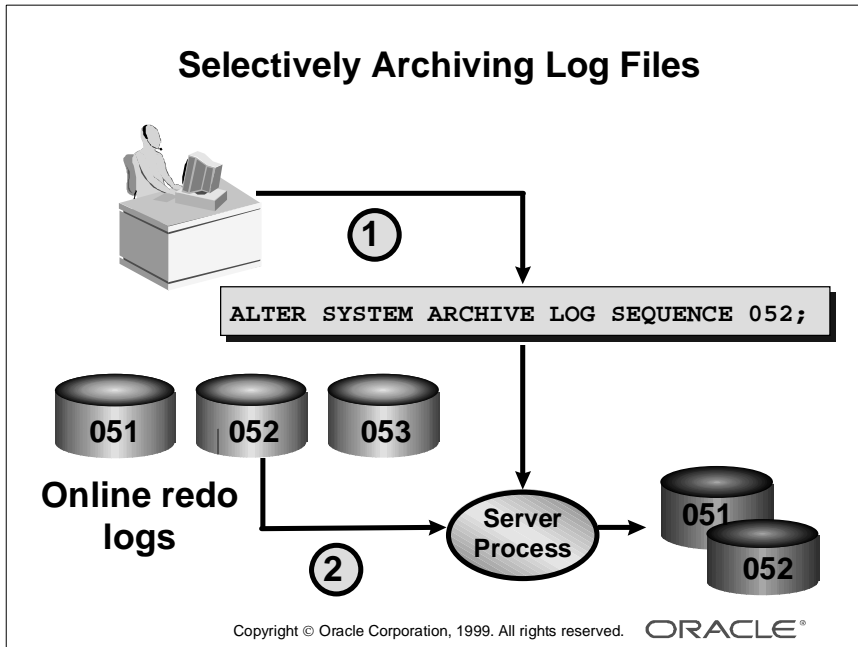 Selectively Archiving Log Files
1
ALTER SYSTEM ARCHIVE LOG SEQUENCE 052;
051
052
053
Online redo
logs
Server
Process
051
052
2
Copyright © Oracle Corporation, 1999. All rights reserved.
ORACLE®